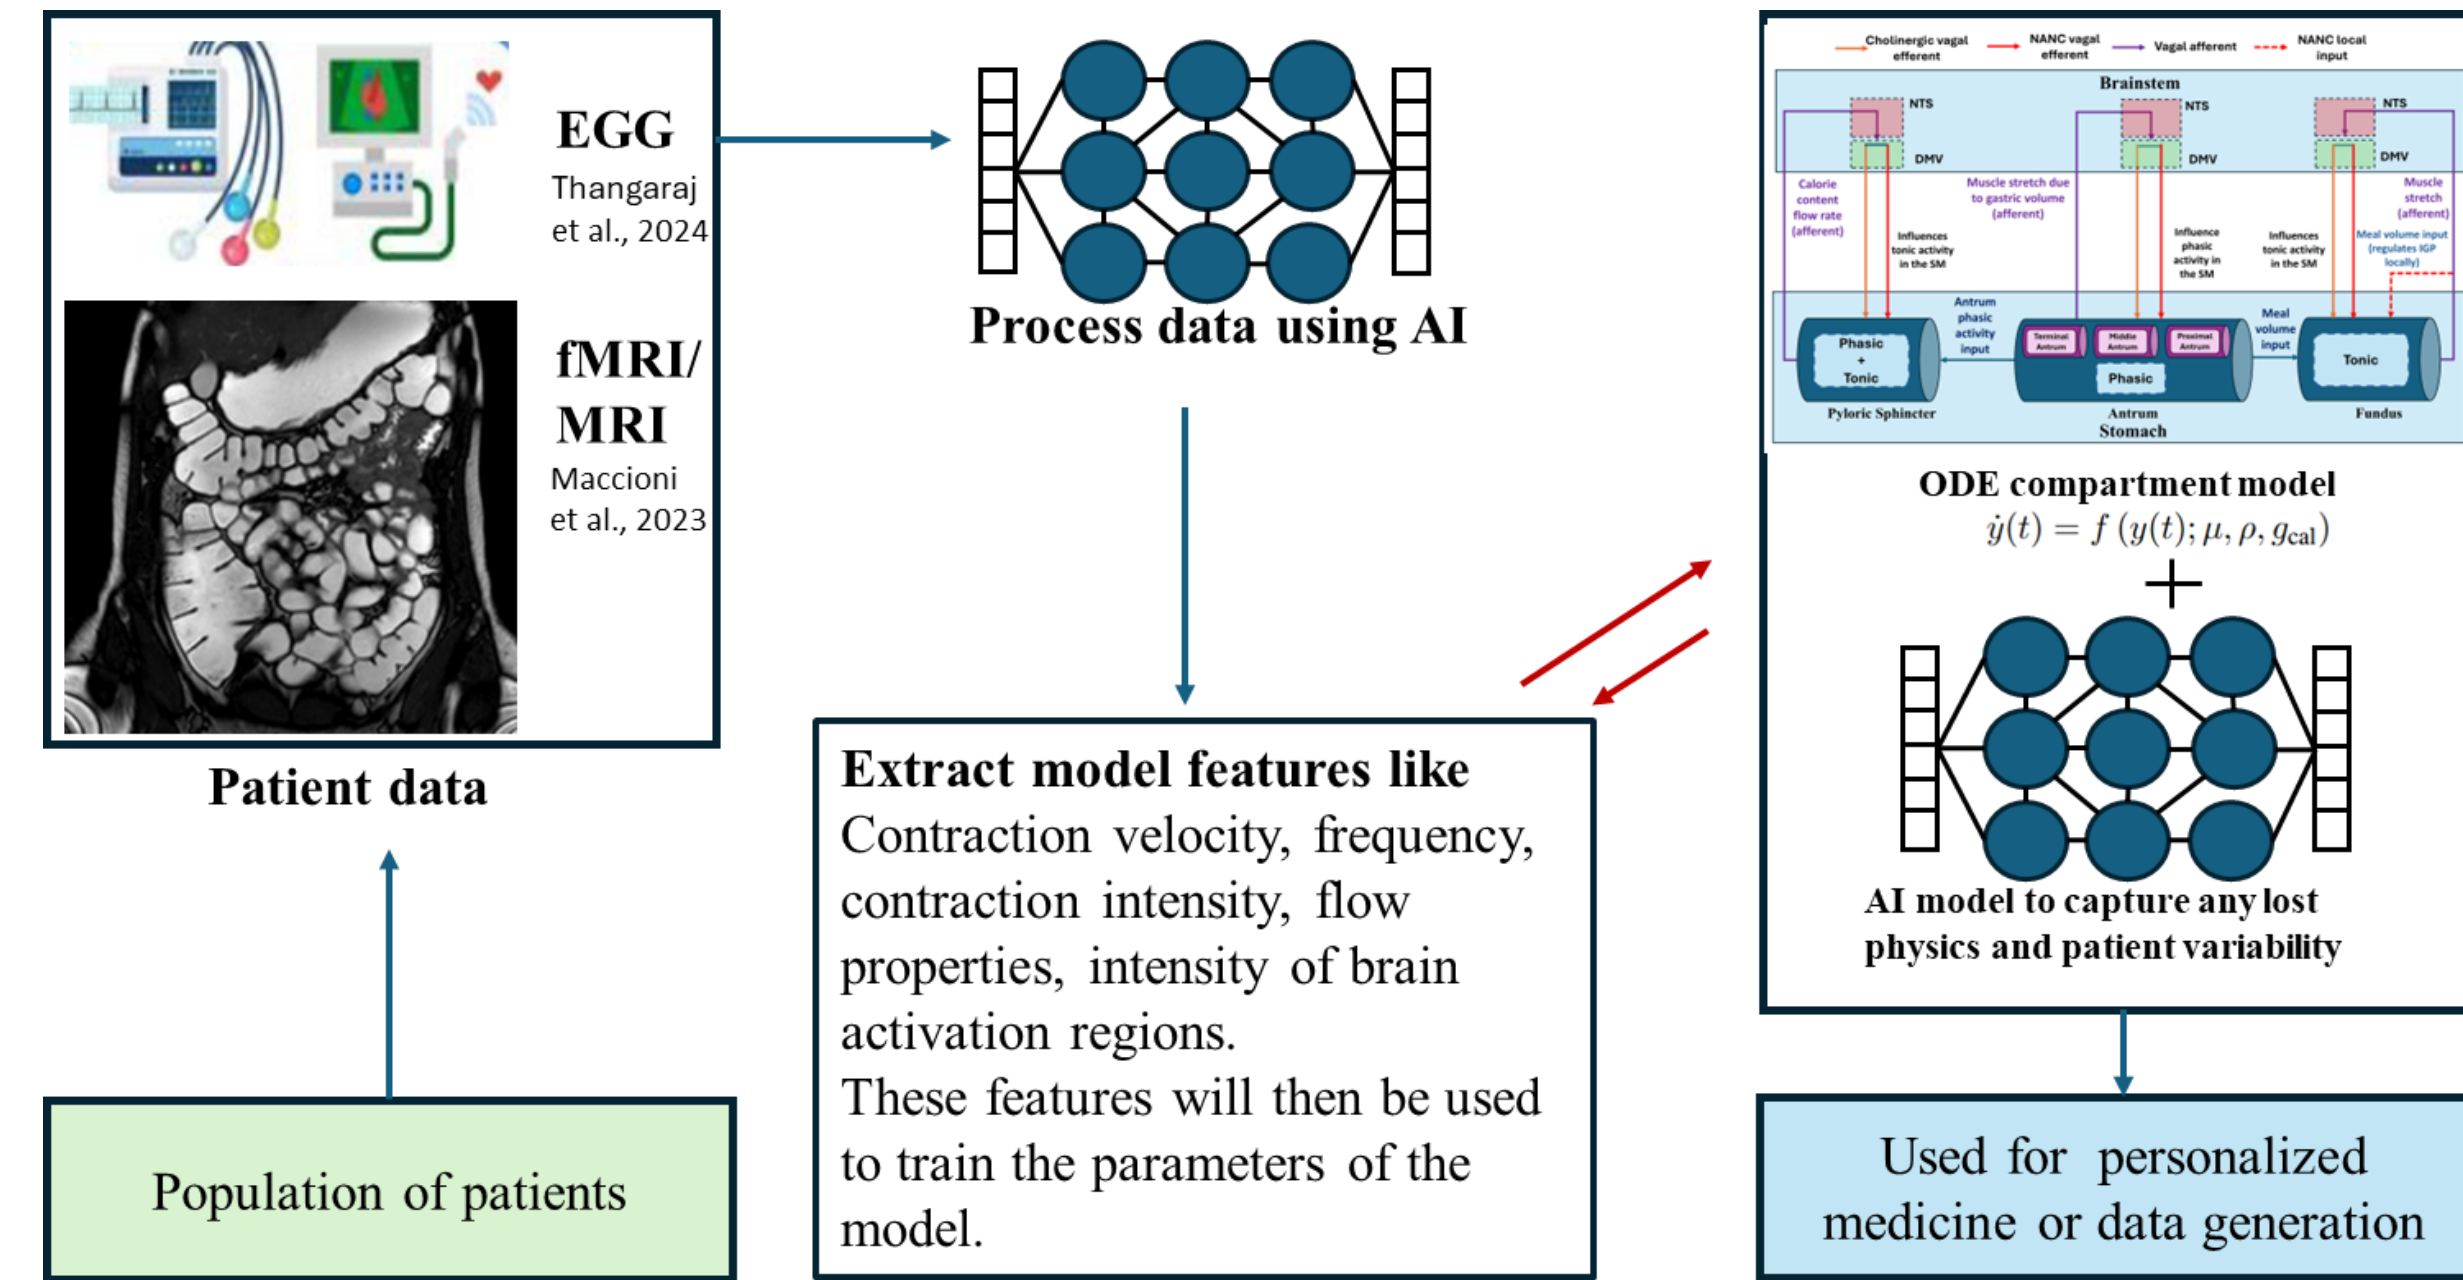 EGG
Thangaraj
et al., 2024
fMRI/
MRI
Maccioni
et al., 2023
Patient data
Population of patients
Process data using AI
Extract model features like
Contraction velocity, frequency,
contraction intensity, flow
properties, intensity of brain
activation regions.
These features will then be used
to train the parameters of the
model.
Cholinergic vagal
efferent
NANC vagal
efferent
Vagal afferent
NANC local
input
Brainstem
NTS
NTS
NTS
DMV
DMV
DMV
Calorie
content
flow rate
(afferent)
Influences
tonic activity
in the SM
Muscle stretch due
to gastric volume
(afferent)
Influence
phasic
activity in
the SM
Influences
tonic activity
in the SM
Muscle
stretch
(afferent)
Meal volume input
(regulates IGP
locally)
Antrum
phasic
activity
input
Meal
volume
input
Phasic
+
Tonic
Terminal
Antrum
Middle
Antrum
Proximal
Antrum
Phasic
Tonic
Pyloric Sphincter
Antrum
Fundus
Stomach
ODE compartment model
ẏ(t) = f (y(t); μ, ρ, g_cal)
+
AI model to capture any lost
physics and patient variability
Used for personalized
medicine or data generation